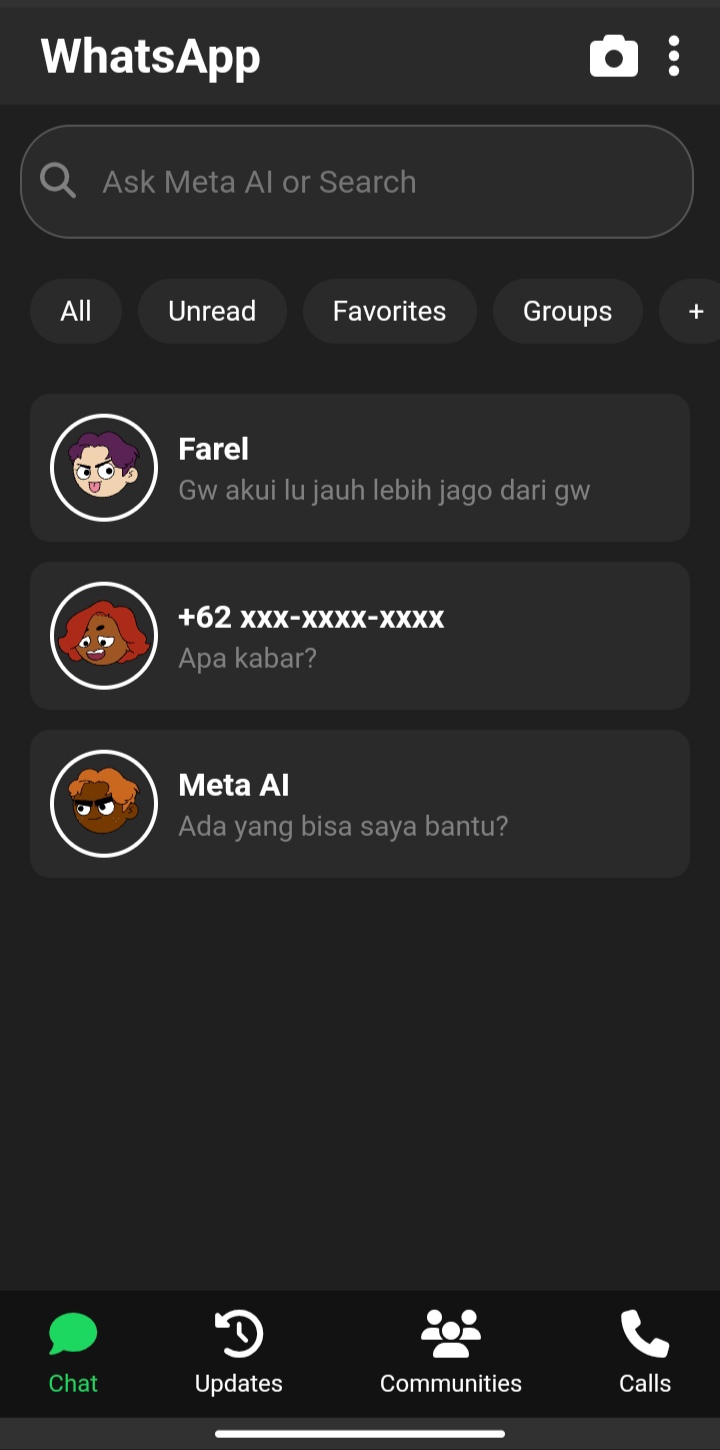 WhatsApp
Ask Meta AI or Search
All Unread Favorites Groups +
Farel
Gw akui lu jauh lebih jago dari gw
+62 xxx-xxxx-xxxx
Apa kabar?
Meta AI
Ada yang bisa saya bantu?
Chat Updates Communities Calls